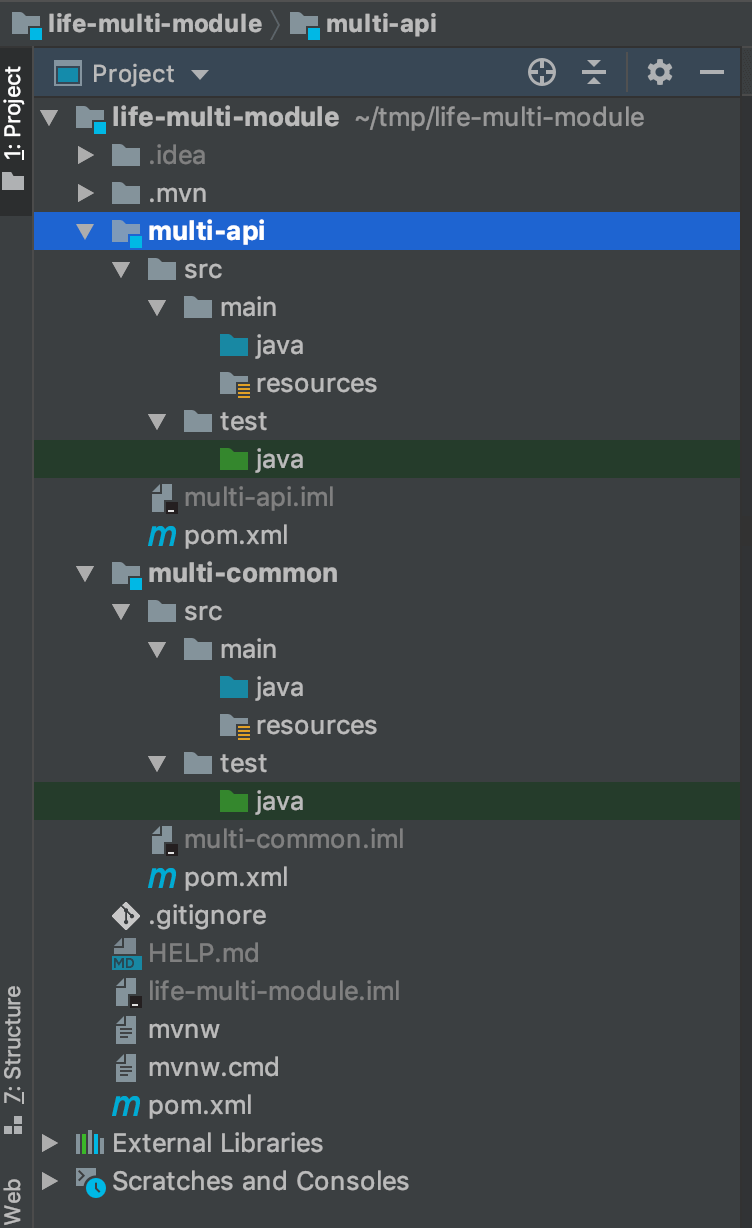 life-multi-module multi-api
Project
1: Project
life-multi-module ~/tmp/life-multi-module
.idea
.mvn
multi-api
src
main
java
resources
test
java
multi-api.iml
m pom.xml
multi-common
src
main
java
resources
test
java
multi-common.iml
m pom.xml
.gitignore
MD HELP.md
life-multi-module.iml
mvnw
mvnw.cmd
m pom.xml
External Libraries
Scratches and Consoles
7: Structure
Web